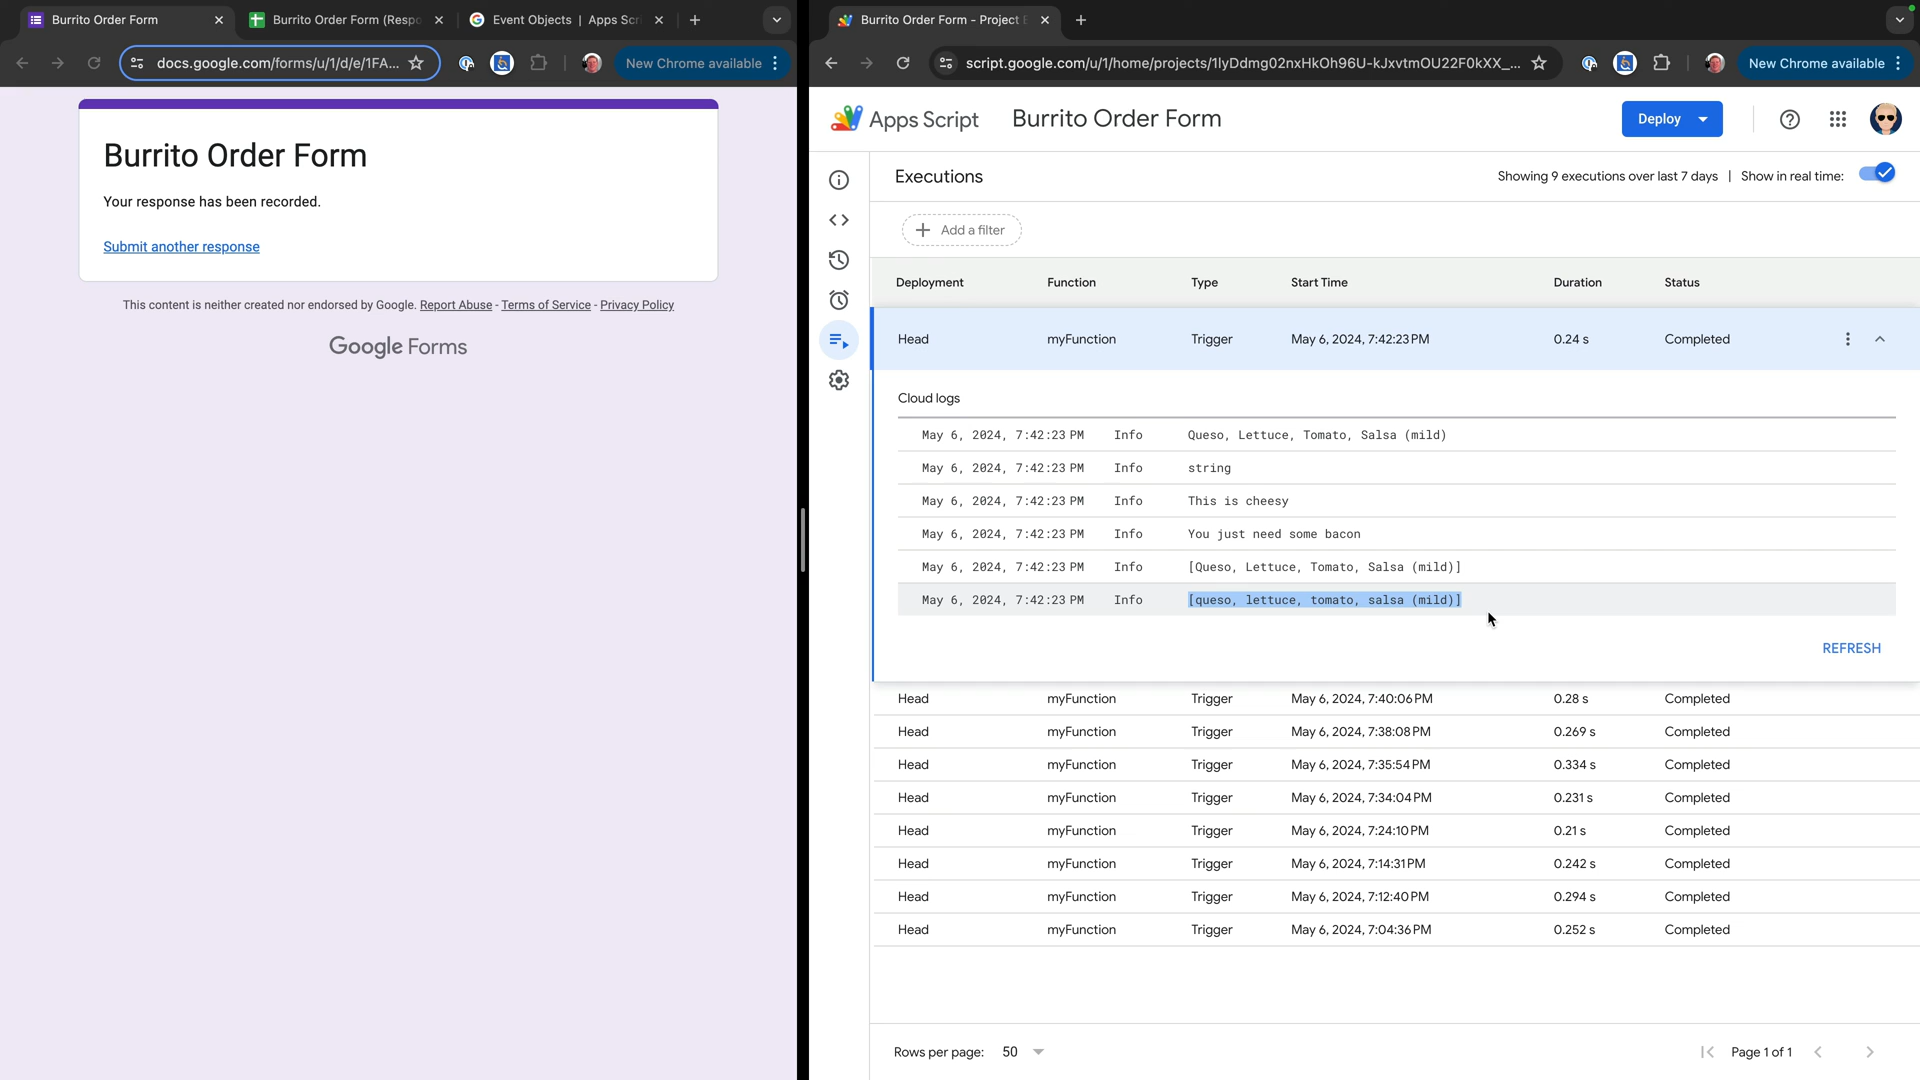 Burrito Order Form
Burrito Order Form (Respo
Event Objects | Apps Scri
docs.google.com/forms/u/1/d/e/1FA...
New Chrome available
Burrito Order Form
Your response has been recorded.
Submit another response
This content is neither created nor endorsed by Google. Report Abuse - Terms of Service - Privacy Policy
Google Forms
Burrito Order Form - Project E
script.google.com/u/1/home/projects/1lyDdmg02nxHkOh96U-kJxvtmOU22F0kXX_...
New Chrome available
Apps Script
Burrito Order Form
Deploy
Executions
Showing 9 executions over last 7 days | Show in real time:
Add a filter
Deployment Function Type Start Time Duration Status
Head myFunction Trigger May 6, 2024, 7:42:23 PM 0.24 s Completed
Cloud logs
May 6, 2024, 7:42:23 PM Info Queso, Lettuce, Tomato, Salsa (mild)
May 6, 2024, 7:42:23 PM Info string
May 6, 2024, 7:42:23 PM Info This is cheesy
May 6, 2024, 7:42:23 PM Info You just need some bacon
May 6, 2024, 7:42:23 PM Info [Queso, Lettuce, Tomato, Salsa (mild)]
May 6, 2024, 7:42:23 PM Info [queso, lettuce, tomato, salsa (mild)]
REFRESH
Head myFunction Trigger May 6, 2024, 7:40:06 PM 0.28 s Completed
Head myFunction Trigger May 6, 2024, 7:38:08 PM 0.269 s Completed
Head myFunction Trigger May 6, 2024, 7:35:54 PM 0.334 s Completed
Head myFunction Trigger May 6, 2024, 7:34:04 PM 0.231 s Completed
Head myFunction Trigger May 6, 2024, 7:24:10 PM 0.21 s Completed
Head myFunction Trigger May 6, 2024, 7:14:31 PM 0.242 s Completed
Head myFunction Trigger May 6, 2024, 7:12:40 PM 0.294 s Completed
Head myFunction Trigger May 6, 2024, 7:04:36 PM 0.252 s Completed
Rows per page: 50
Page 1 of 1